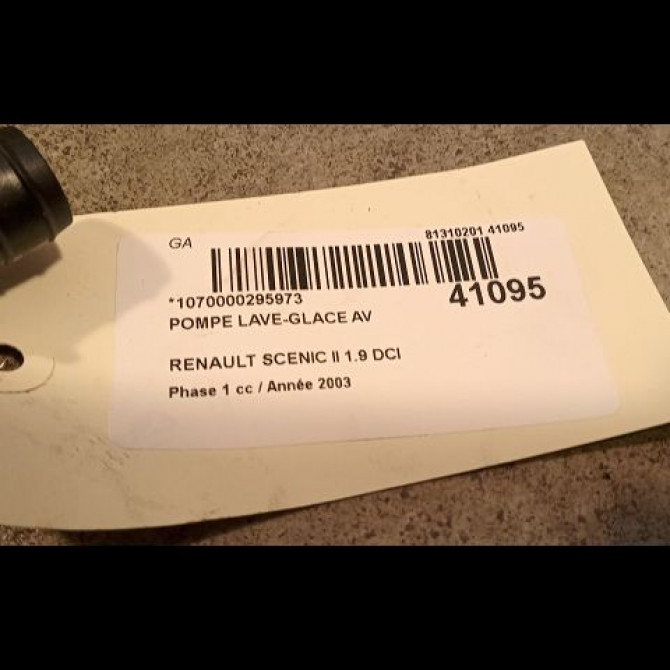 GA
81310201 41095
*1070000295973
41095
POMPE LAVE-GLACE AV
RENAULT SCENIC II 1.9 DCI
Phase 1 cc / Année 2003